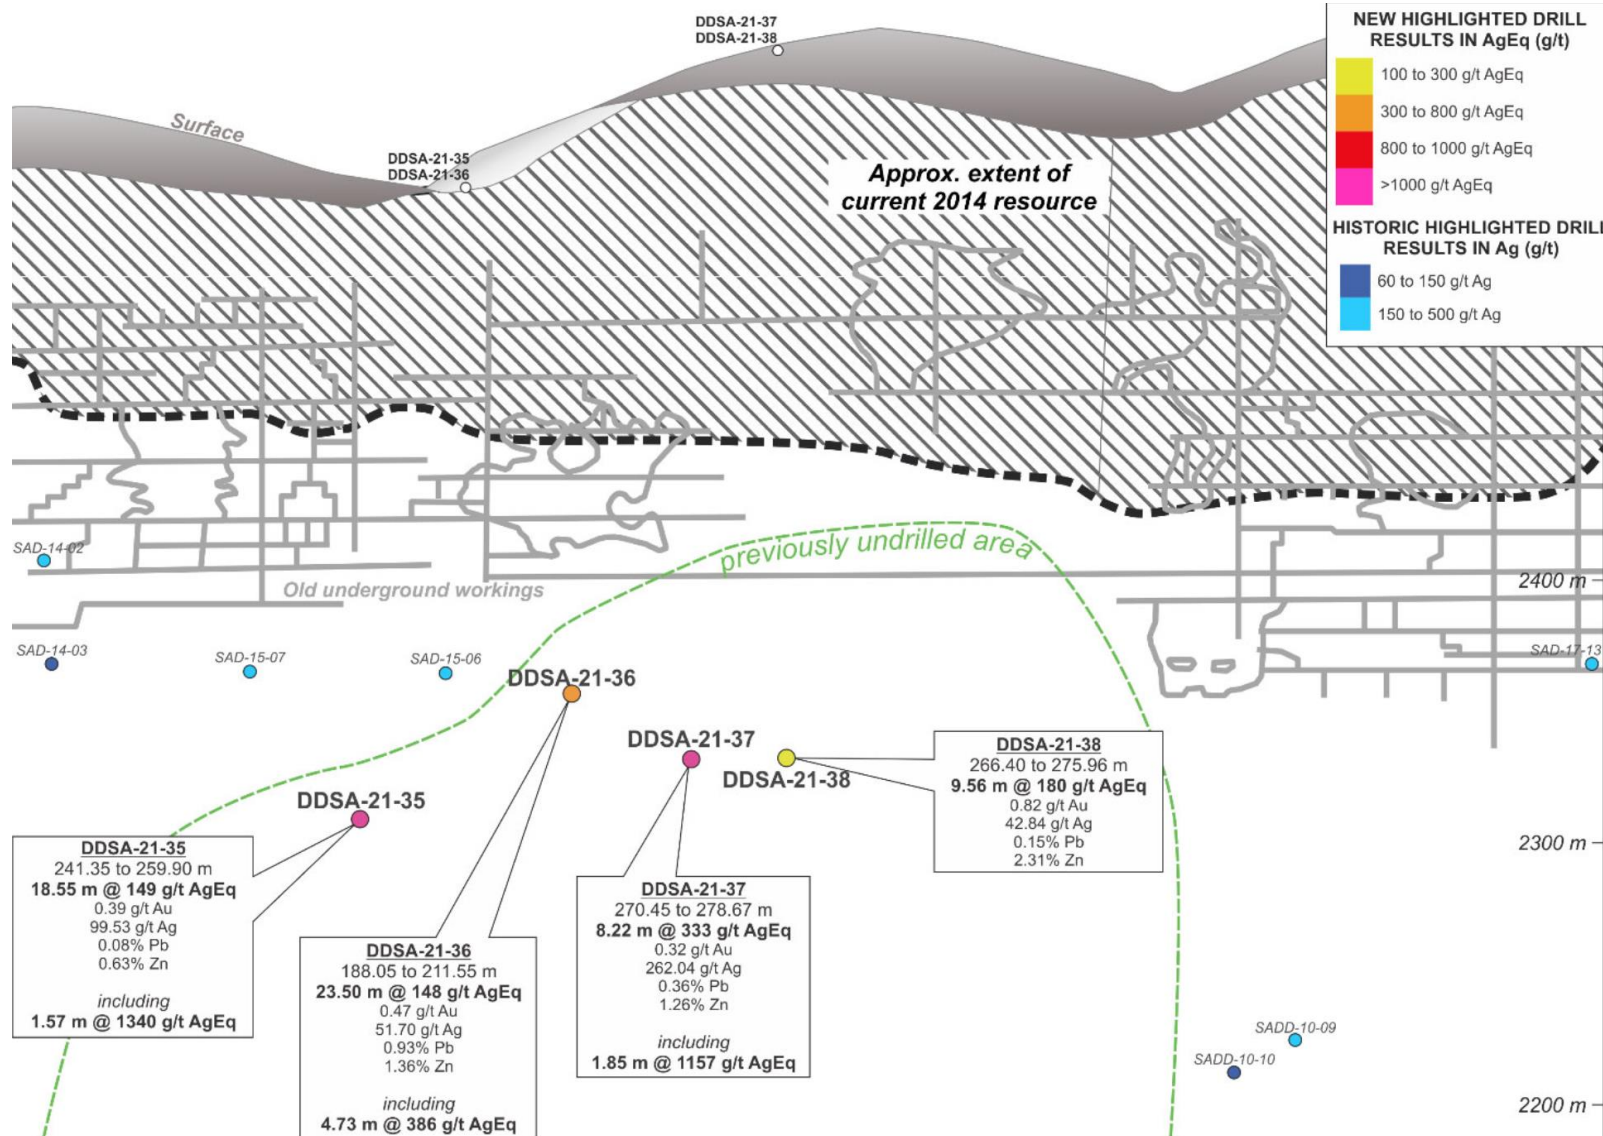 DDSA-21-37
DDSA-21-38
NEW HIGHLIGHTED DRILL
RESULTS IN AgEq (g/t)
100 to 300 g/t AgEq
300 to 800 g/t AgEq
800 to 1000 g/t AgEq
>1000 g/t AgEq
HISTORIC HIGHLIGHTED DRILL
RESULTS IN Ag (g/t)
60 to 150 g/t Ag
150 to 500 g/t Ag
Surface
DDSA-21-35
DDSA-21-36
Approx. extent of
current 2014 resource
previously undrilled area
SAD-14-02
Old underground workings
2400 m
SAD-14-03
SAD-15-07
SAD-15-06
SAD-17-13
DDSA-21-36
DDSA-21-37
DDSA-21-38
DDSA-21-35
DDSA-21-38
266.40 to 275.96 m
9.56 m @ 180 g/t AgEq
0.82 g/t Au
42.84 g/t Ag
0.15% Pb
2.31% Zn
2300 m
DDSA-21-35
241.35 to 259.90 m
18.55 m @ 149 g/t AgEq
0.39 g/t Au
99.53 g/t Ag
0.08% Pb
0.63% Zn
including
1.57 m @ 1340 g/t AgEq
DDSA-21-36
188.05 to 211.55 m
23.50 m @ 148 g/t AgEq
0.47 g/t Au
51.70 g/t Ag
0.93% Pb
1.36% Zn
including
4.73 m @ 386 g/t AgEq
DDSA-21-37
270.45 to 278.67 m
8.22 m @ 333 g/t AgEq
0.32 g/t Au
262.04 g/t Ag
0.36% Pb
1.26% Zn
including
1.85 m @ 1157 g/t AgEq
SADD-10-09
SADD-10-10
2200 m